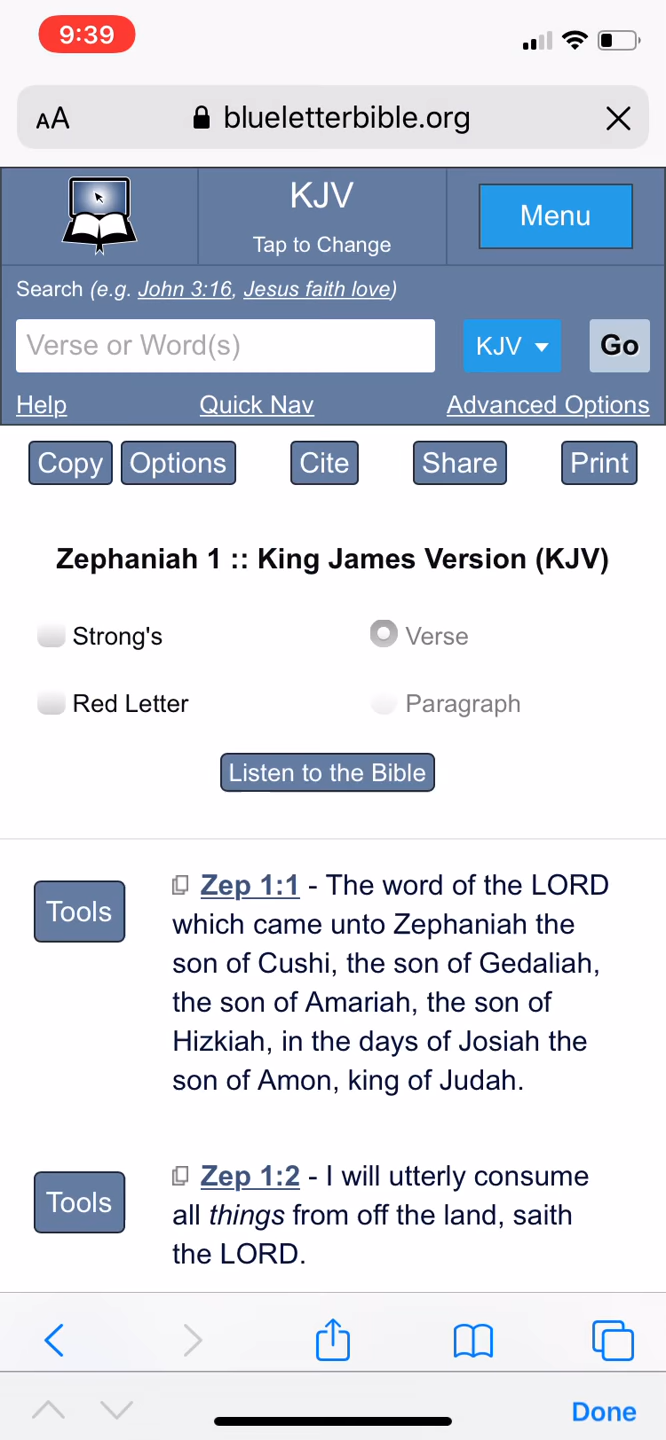 9:39
AA blueletterbible.org
KJV
Tap to Change
Menu
Search (e.g. John 3:16, Jesus faith love)
Verse or Word(s) KJV Go
Help Quick Nav Advanced Options
Copy Options Cite Share Print
Zephaniah 1 :: King James Version (KJV)
Strong's Verse
Red Letter Paragraph
Listen to the Bible
Tools
Zep 1:1 - The word of the LORD
which came unto Zephaniah the
son of Cushi, the son of Gedaliah,
the son of Amariah, the son of
Hizkiah, in the days of Josiah the
son of Amon, king of Judah.
Tools
Zep 1:2 - I will utterly consume
all things from off the land, saith
the LORD.
Done